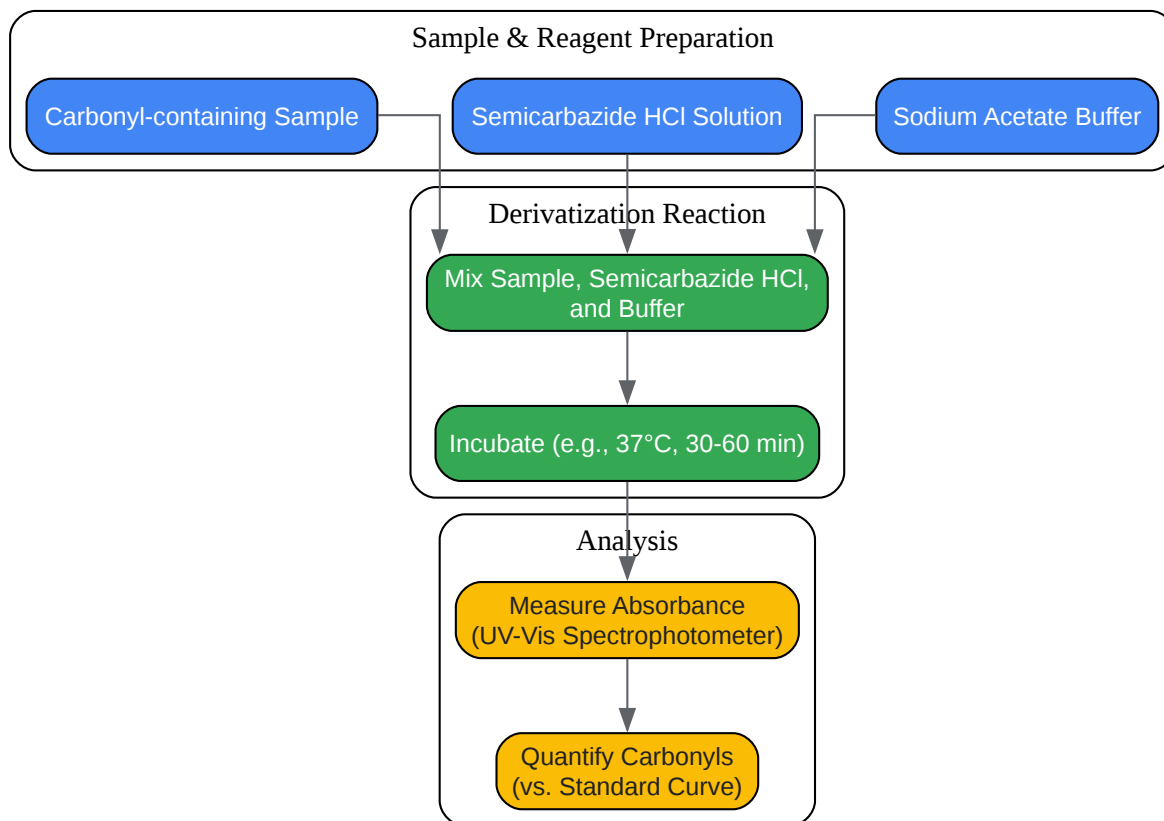 Sample & Reagent Preparation
Carbonyl-containing Sample
Semicarbazide HCl Solution
Sodium Acetate Buffer
Derivatization Reaction
Mix Sample, Semicarbazide HCl,
and Buffer
Incubate (e.g., 37°C, 30-60 min)
Analysis
Measure Absorbance
(UV-Vis Spectrophotometer)
Quantify Carbonyls
(vs. Standard Curve)